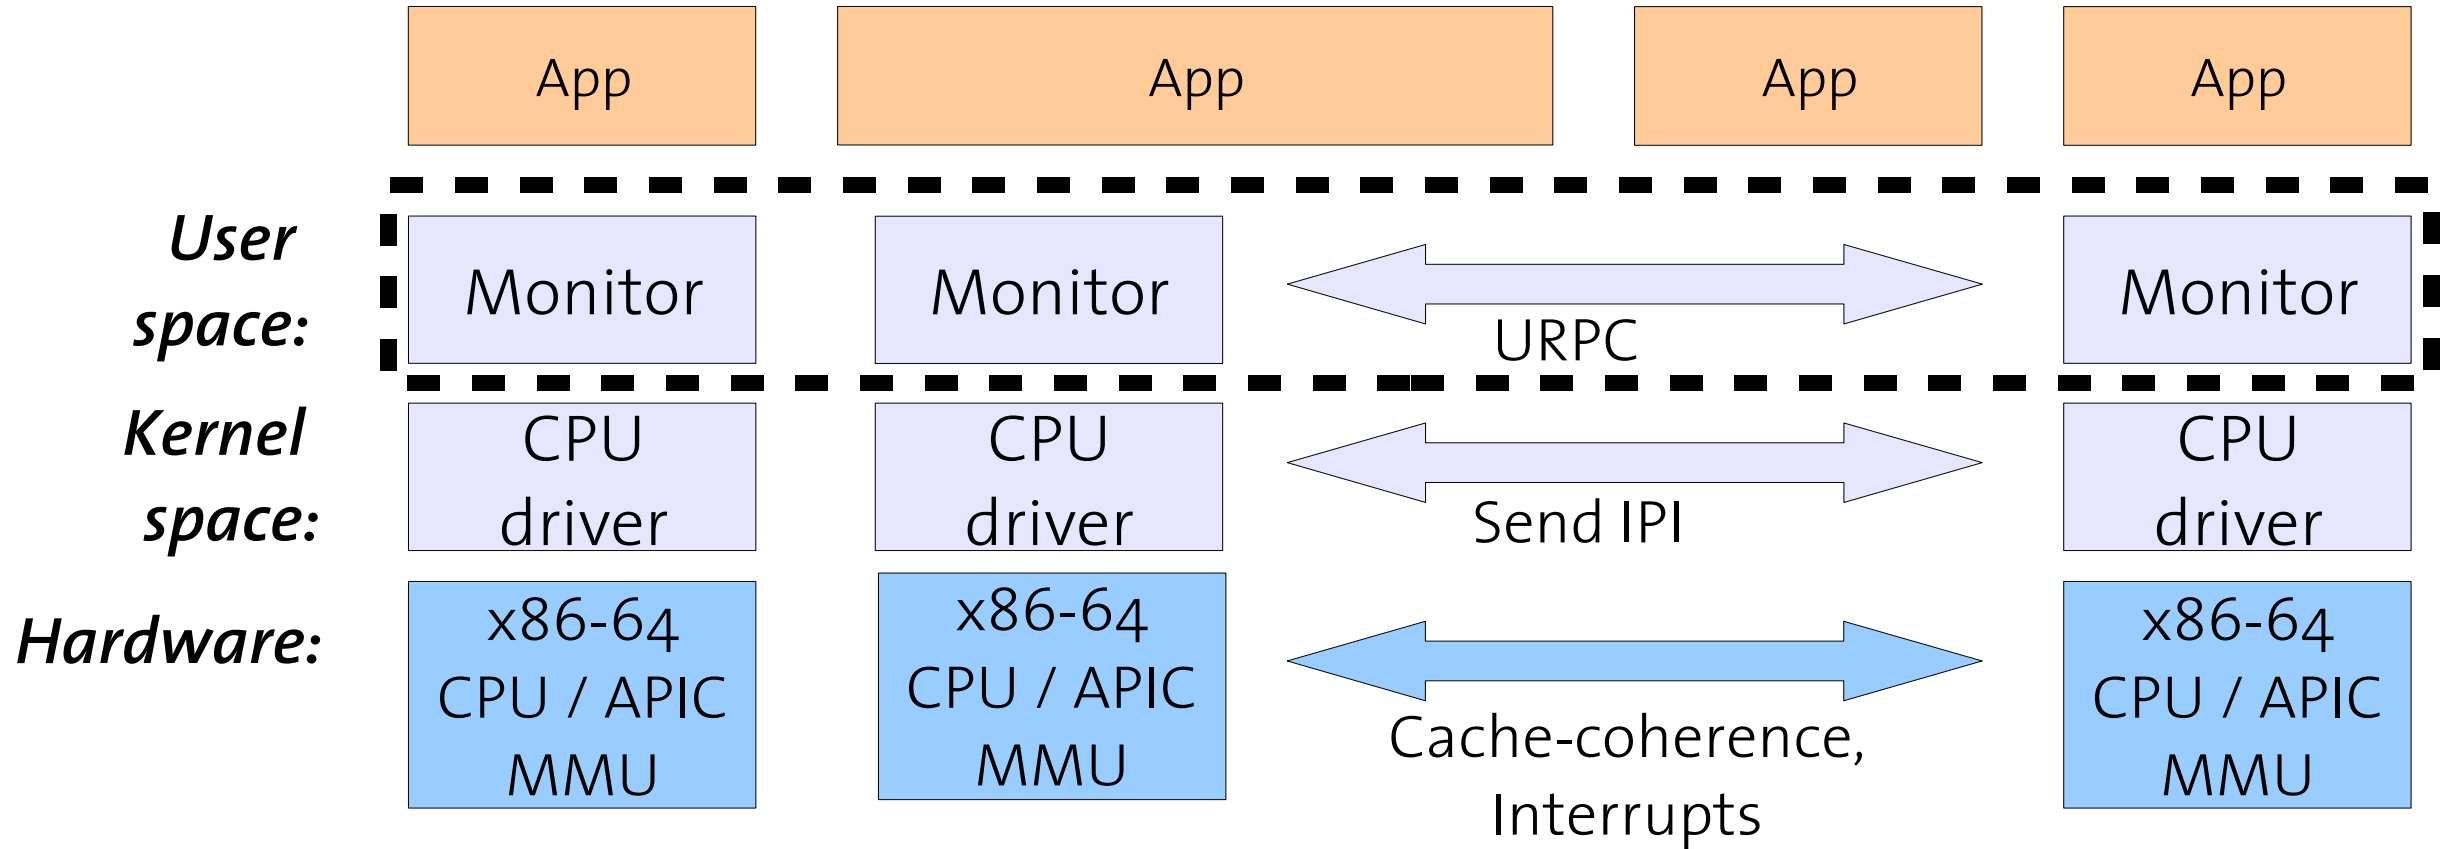 App
App
App
App
User
space:
Monitor
Monitor
URPC
Monitor
Kernel
space:
CPU
driver
CPU
driver
Send IPI
CPU
driver
Hardware:
x86-64
CPU / APIC
MMU
x86-64
CPU / APIC
MMU
Cache-coherence,
Interrupts
x86-64
CPU / APIC
MMU